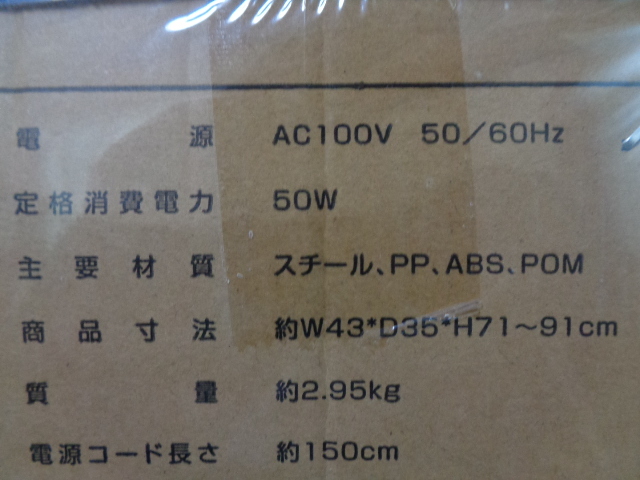 電源 AC100V 50／60Hz
定格消費電力 50W
主要材質 スチール、PP、ABS、POM
商品寸法 約W43*D35*H71～91cm
質量 約2.95kg
電源コード長さ 約150cm